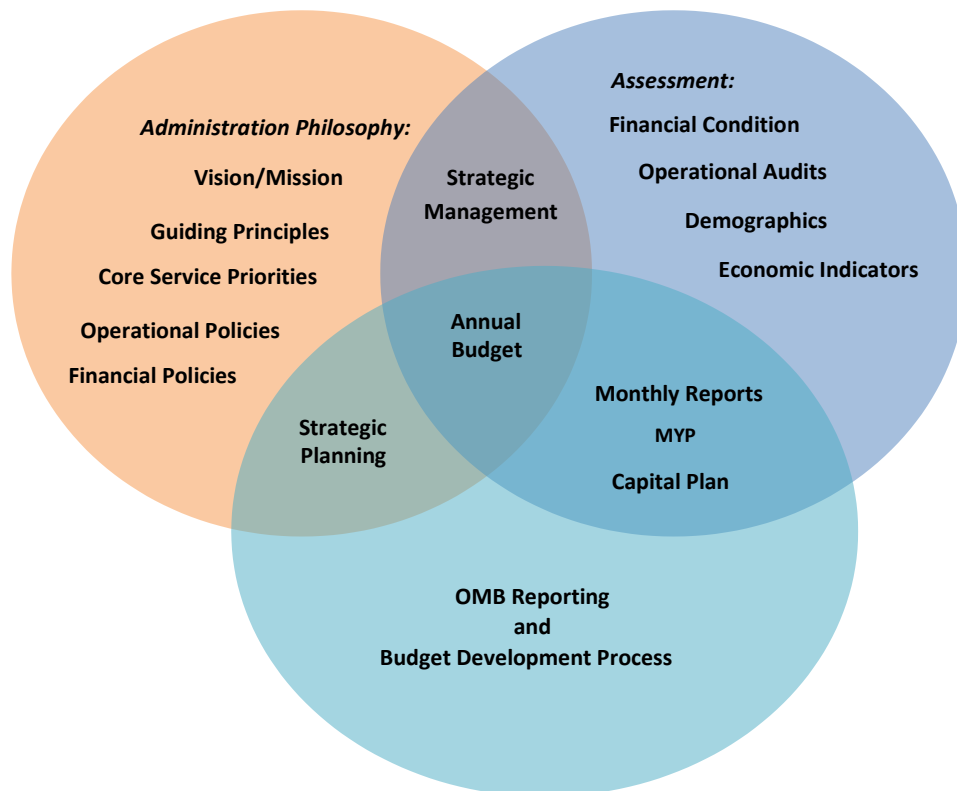 Administration Philosophy:
Vision/Mission
Guiding Principles
Core Service Priorities
Operational Policies
Financial Policies
Strategic
Management
Assessment:
Financial Condition
Operational Audits
Demographics
Economic Indicators
Annual
Budget
Strategic
Planning
Monthly Reports
MYP
Capital Plan
OMB Reporting
and
Budget Development Process